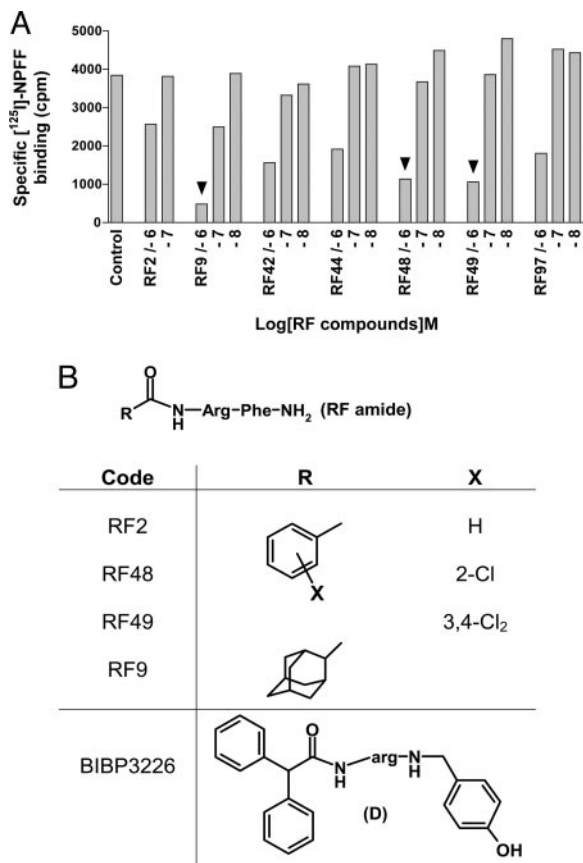 A
Specific [¹²⁵I]-NPFF
binding (cpm)
5000
4000
3000
2000
1000
0
Control
RF2 /- 6
- 7
RF9 /- 6
- 7
- 8
RF42 /- 6
- 7
- 8
RF44 /- 6
- 7
- 8
RF48 /- 6
- 7
- 8
RF49 /- 6
- 7
- 8
RF97 /- 6
- 7
- 8
Log[RF compounds]M
B
O
R N H Arg-Phe-NH₂ (RF amide)
Code R X
RF2 H
RF48 2-Cl
X
RF49 3,4-Cl₂
RF9
BIBP3226
O
NH arg NH
(D)
OH